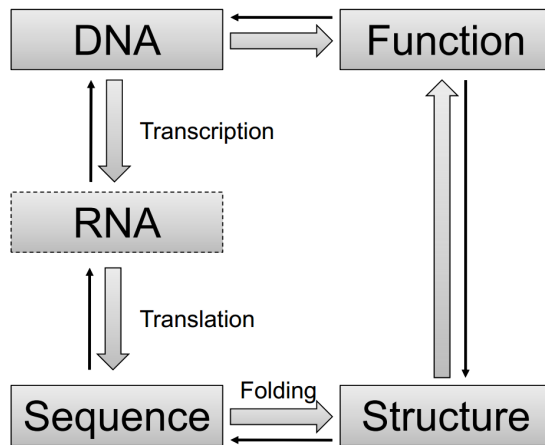 DNA
Function
Transcription
RNA
Translation
Folding
Sequence
Structure